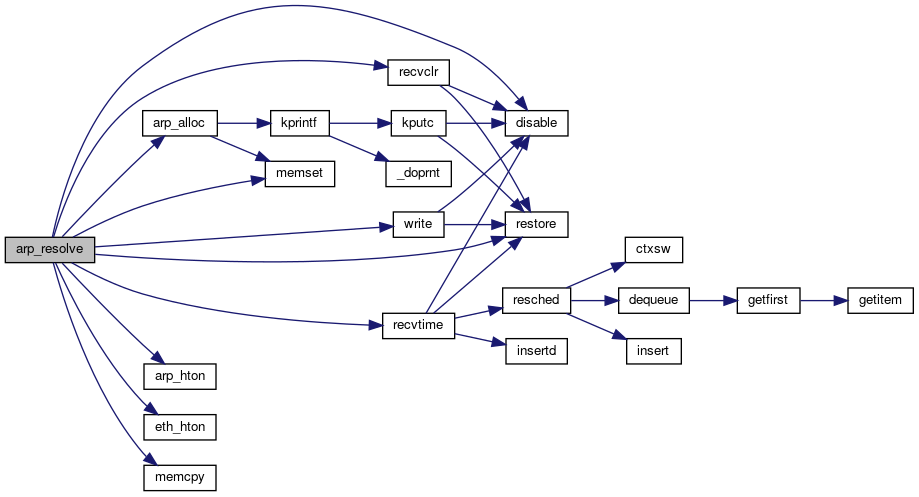 recvclr
arp_alloc
kprintf
kputc
disable
memset
_doprnt
write
restore
arp_resolve
ctxsw
resched
dequeue
getfirst
getitem
recvtime
insertd
insert
arp_hton
eth_hton
memcpy